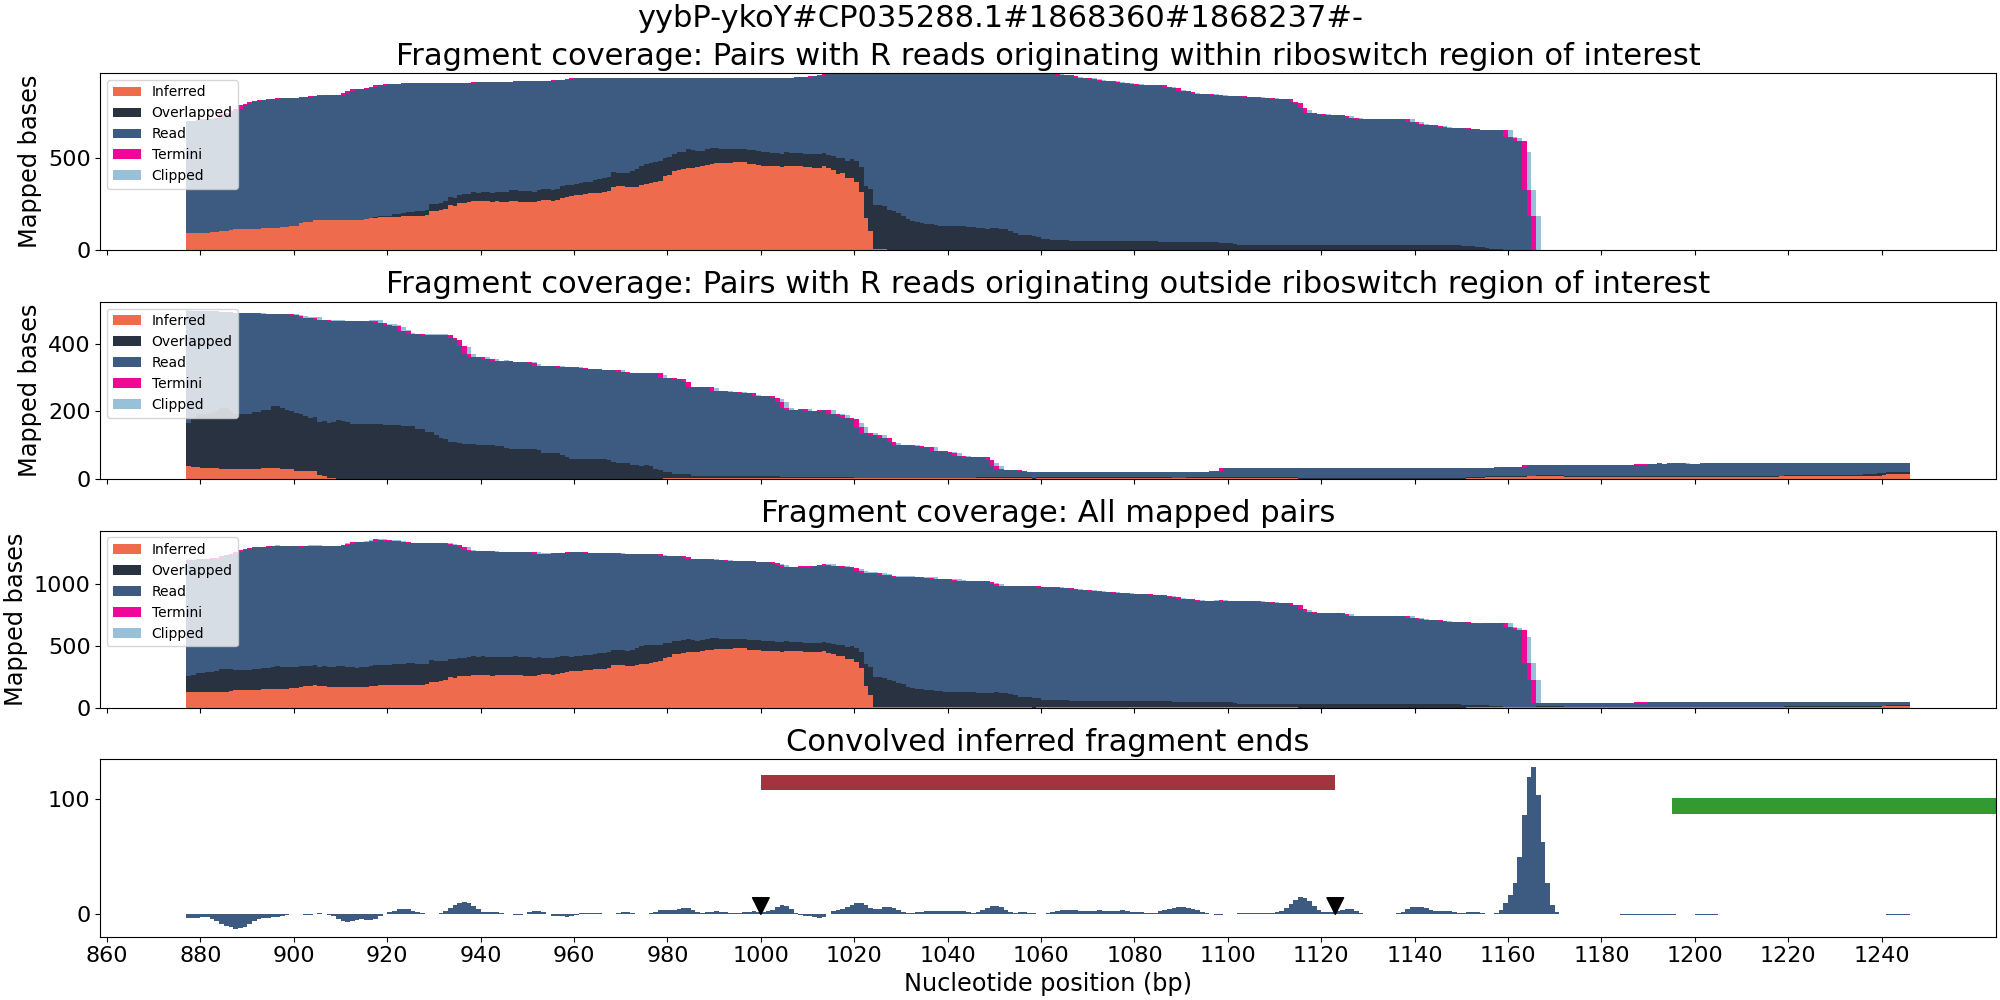 yybP-ykoY#CP035288.1#1868360#1868237#-
Fragment coverage: Pairs with R reads originating within riboswitch region of interest
Mapped bases
500
0
Inferred
Overlapped
Read
Termini
Clipped
Fragment coverage: Pairs with R reads originating outside riboswitch region of interest
Mapped bases
400
200
0
Inferred
Overlapped
Read
Termini
Clipped
Fragment coverage: All mapped pairs
Mapped bases
1000
500
0
Inferred
Overlapped
Read
Termini
Clipped
Convolved inferred fragment ends
100
0
860 880 900 920 940 960 980 1000 1020 1040 1060 1080 1100 1120 1140 1160 1180 1200 1220 1240
Nucleotide position (bp)